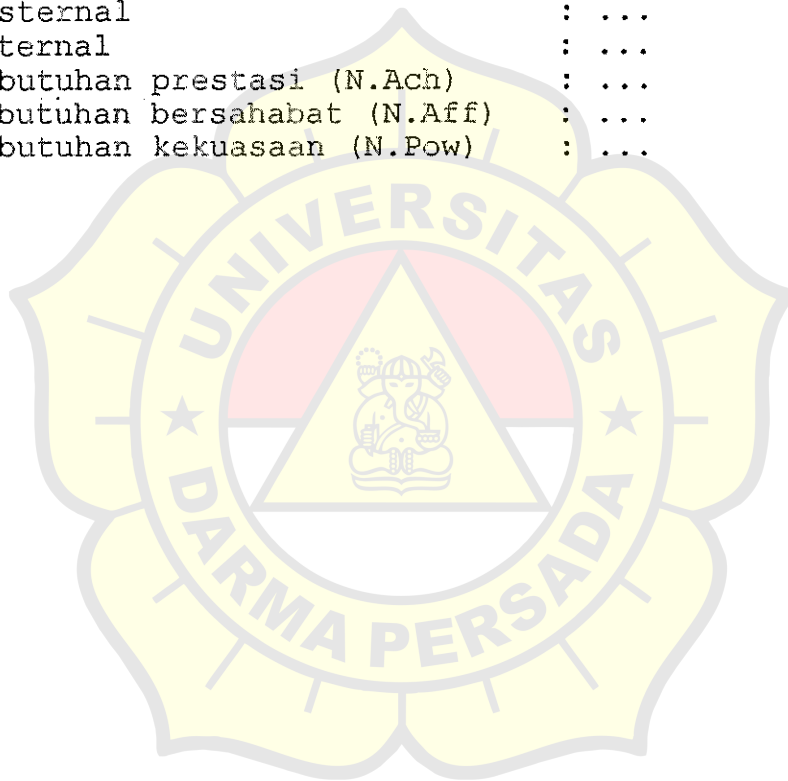 sternal : ...
ternal : ...
butuhan prestasi (N.Ach) : ...
butuhan bersahabat (N.Aff) : ...
butuhan kekuasaan (N.Pow) : ...
UNIVERSITAS
DARMA PERSADA